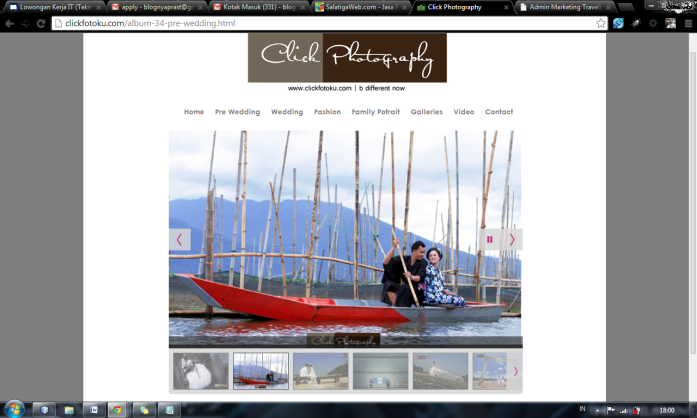 Lowongan Kerja IT (Tekn
apply - blognyaprast@gm
Kotak Masuk (331) - blog
SalatigaWeb.com - Jasa
Click Photography
Admin Marketing Travel
clickfotoku.com/album-34-pre-wedding.html
Click Photography
www.clickfotoku.com | b different now
Home Pre Wedding Wedding Fashion Family Potrait Galleries Video Contact
Click Photography
IN 18:00